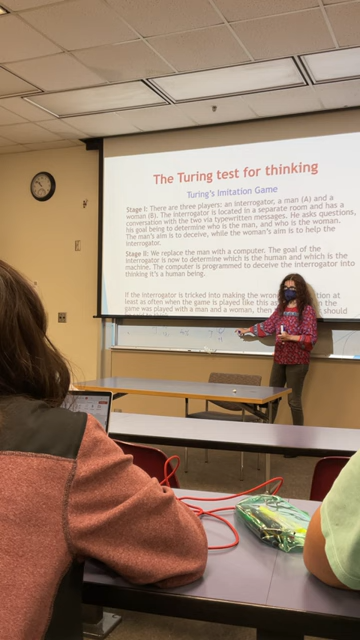 The Turing test for thinking
Turing's Imitation Game
Stage I: There are three players: an interrogator, a man (A) and a
woman (B). The interrogator is located in a separate room and has a
conversation with the two via typewritten messages. He asks questions,
his goal being to determine who is the man, and who is the woman.
The man's aim is to deceive, while the woman's aim is to help the
interrogator.
Stage II: We replace the man with a computer. The goal of the
interrogator is now to determine which is the human and which is the
machine. The computer is programmed to deceive the interrogator into
thinking it's a human being.
If the interrogator is tricked into making the wrong at
least as often when the game is played like this as the
game was played with a man and a woman, should